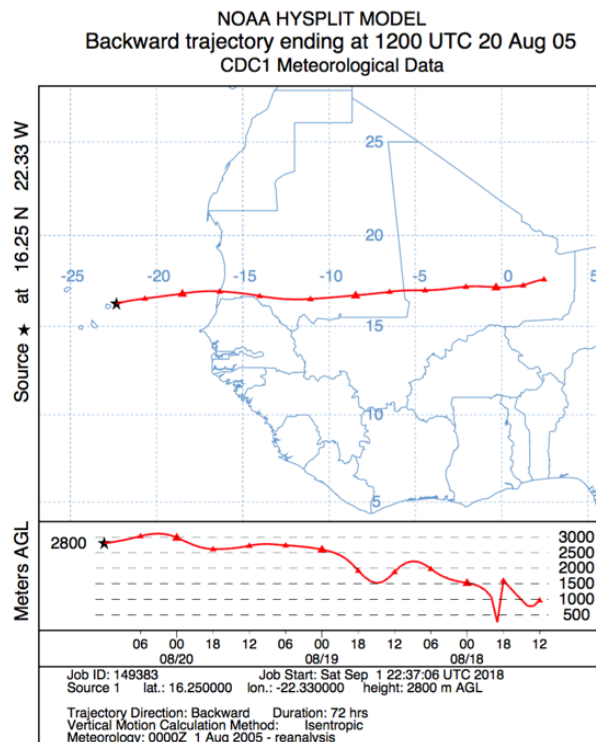 NOAA HYSPLIT MODEL
Backward trajectory ending at 1200 UTC 20 Aug 05
CDC1 Meteorological Data
Source ★ at 16.25 N 22.33 W
25
20
-25 -20 -15 -10 -5 0 5
15
10
5
Meters AGL
2800
3000
2500
2000
1500
1000
500
06 00 18 12 06 00 18 12 06 00 18 12
08/20 08/19 08/18
Job ID: 149383 Job Start: Sat Sep 1 22:37:06 UTC 2018
Source 1 lat.: 16.250000 lon.: -22.330000 height: 2800 m AGL
Trajectory Direction: Backward Duration: 72 hrs
Vertical Motion Calculation Method: Isentropic
Meteorology: 0000Z 1 Aug 2005 - reanalysis